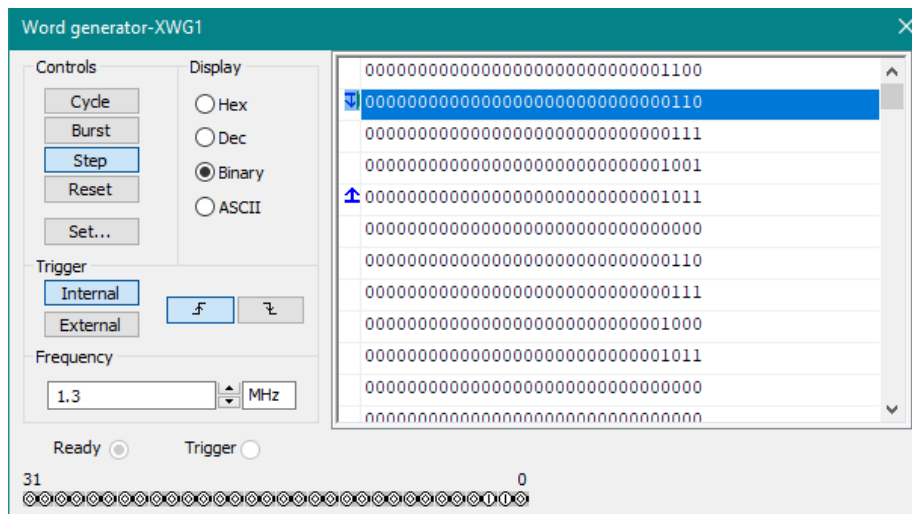 Word generator-XWG1
Controls
Cycle
Burst
Step
Reset
Set...
Display
Hex
Dec
Binary
ASCII
Trigger
Internal
External
Frequency
1.3 MHz
Ready
Trigger
31 0
00000000000000000000000000001100
00000000000000000000000000000110
00000000000000000000000000000111
00000000000000000000000000001001
00000000000000000000000000001011
00000000000000000000000000000000
00000000000000000000000000000110
00000000000000000000000000000111
00000000000000000000000000001000
00000000000000000000000000001011
00000000000000000000000000000000
00000000000000000000000000000000